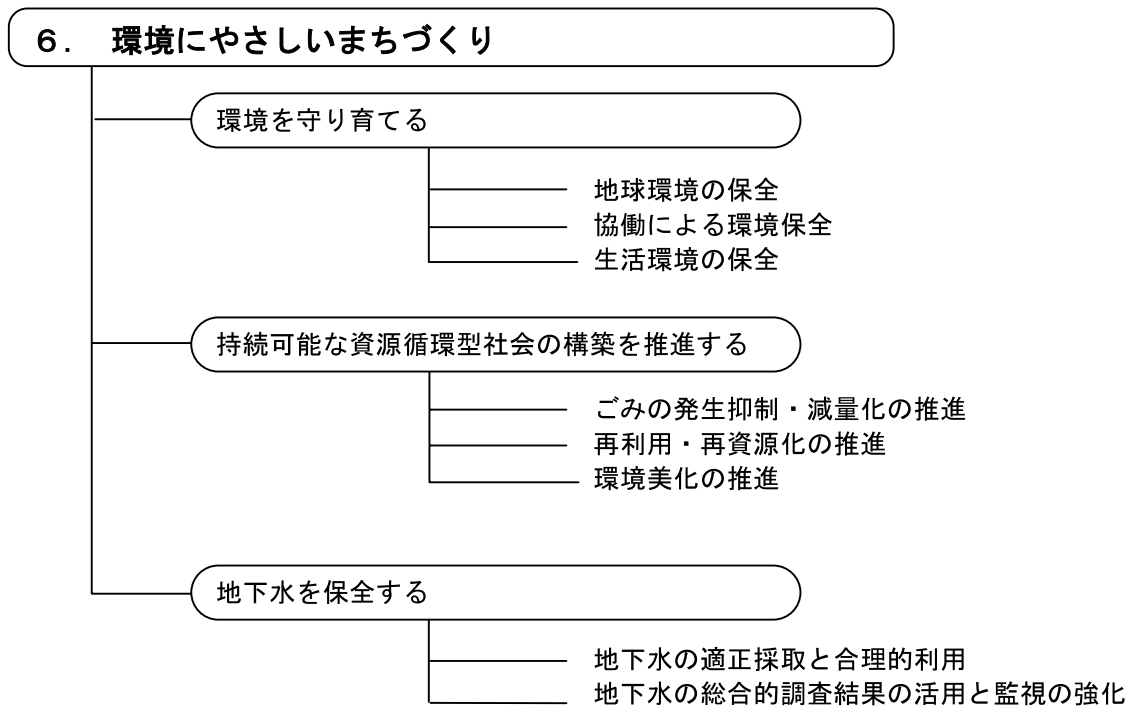 ６． 環境にやさしいまちづくり
環境を守り育てる
地球環境の保全
協働による環境保全
生活環境の保全
持続可能な資源循環型社会の構築を推進する
ごみの発生抑制・減量化の推進
再利用・再資源化の推進
環境美化の推進
地下水を保全する
地下水の適正採取と合理的利用
地下水の総合的調査結果の活用と監視の強化